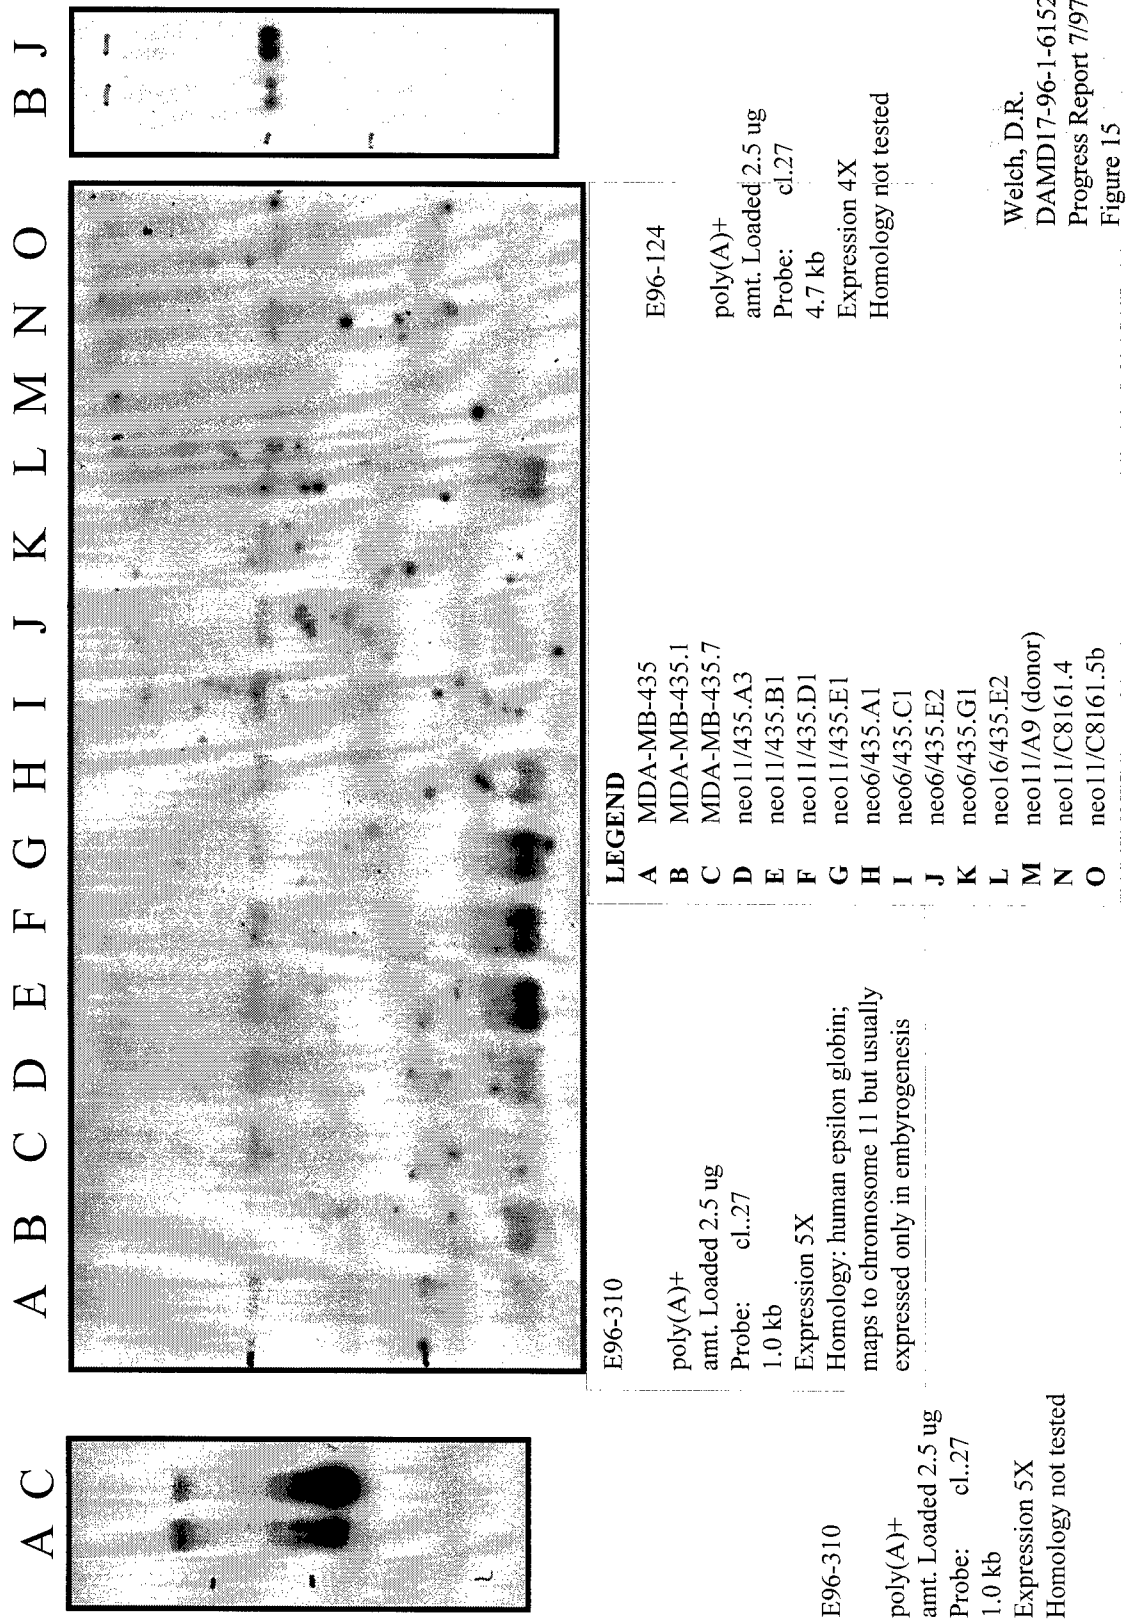 A C
A B C D E F G H I J K L M N O
B J
E96-310
poly(A)+
amt. Loaded 2.5 ug
Probe: cl..27
1.0 kb
Expression 5X
Homology not tested
E96-310
poly(A)+
amt. Loaded 2.5 ug
Probe: cl..27
1.0 kb
Expression 5X
Homology: human epsilon globin;
maps to chromosome 11 but usually
expressed only in embyrogenesis
LEGEND
A MDA-MB-435
B MDA-MB-435.1
C MDA-MB-435.7
D neo11/435.A3
E neo11/435.B1
F neo11/435.D1
G neo11/435.E1
H neo6/435.A1
I neo6/435.C1
J neo6/435.E2
K neo6/435.G1
L neo16/435.E2
M neo11/A9 (donor)
N neo11/C8161.4
O neo11/C8161.5b
E96-124
poly(A)+
amt. Loaded 2.5 ug
Probe: cl.27
4.7 kb
Expression 4X
Homology not tested
Welch, D.R.
DAMD17-96-1-6152
Progress Report 7/97
Figure 15